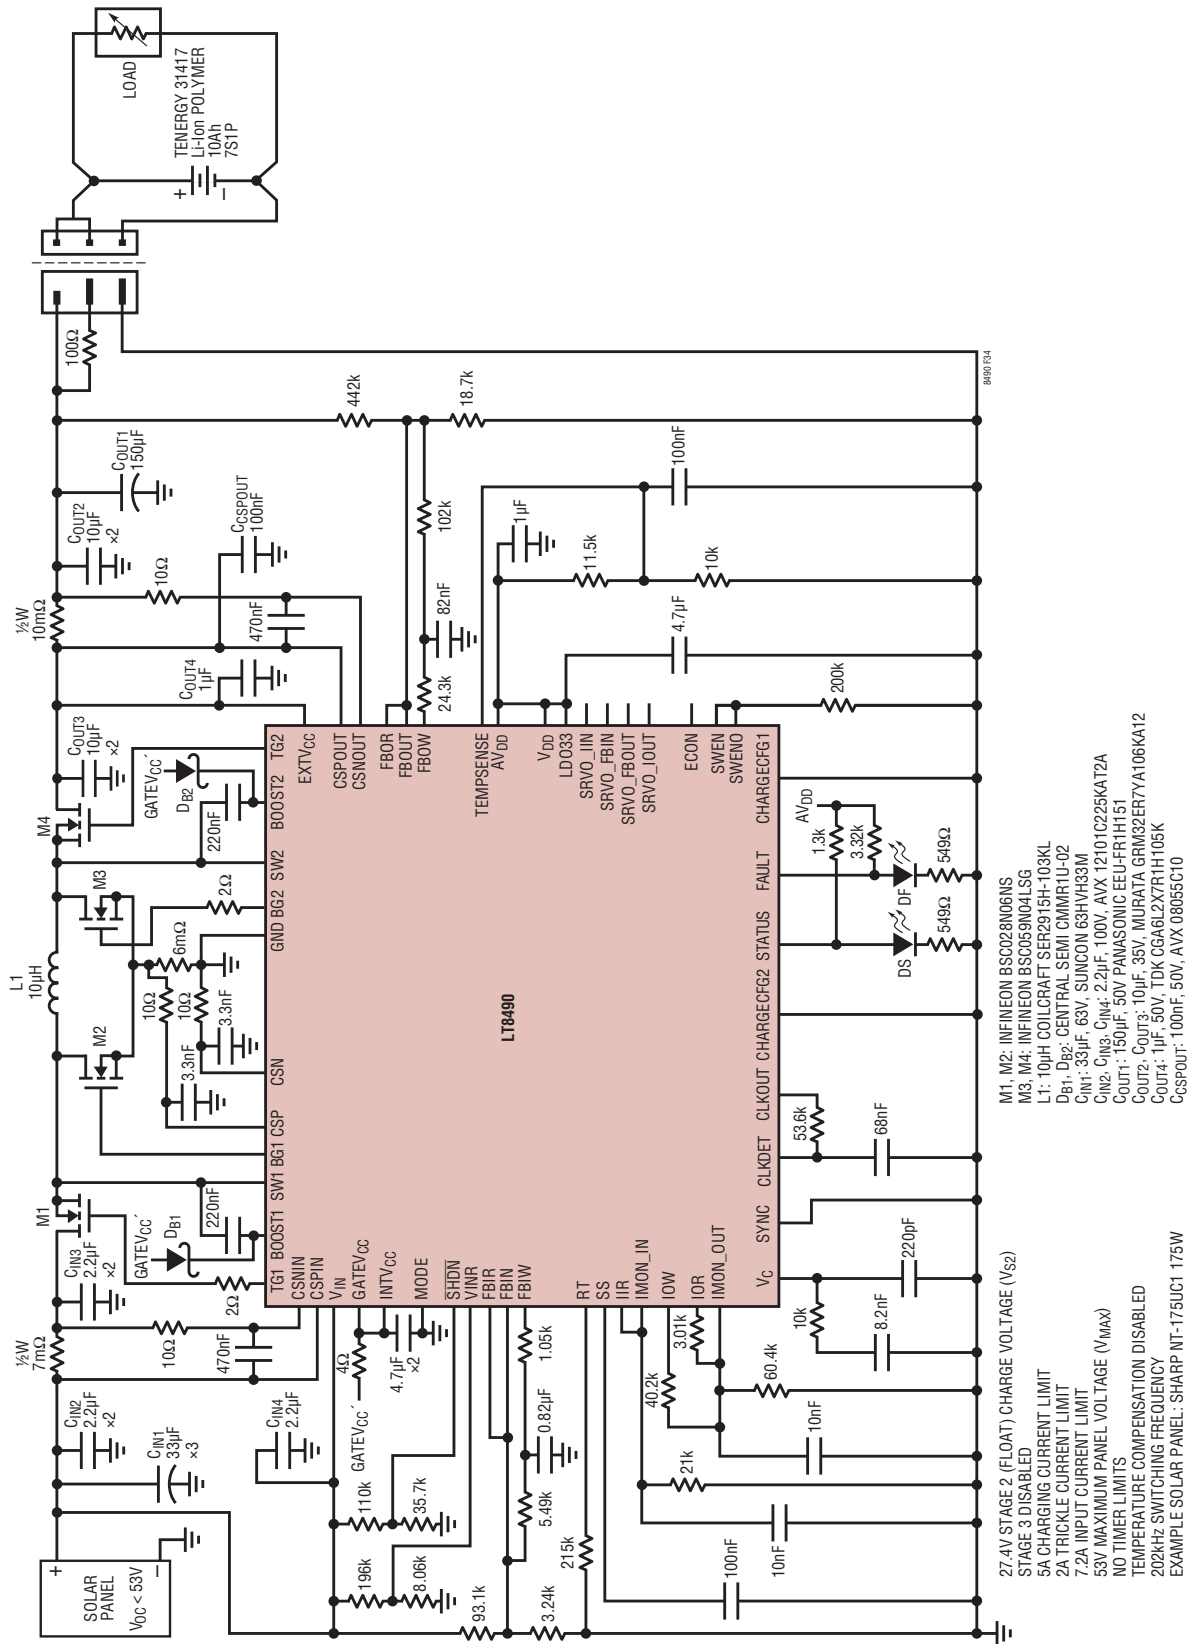 LOAD
TENERGY 31417
Li-Ion POLYMER
10Ah
7S1P
+
–
100Ω
442k
18.7k
COUT1
150µF
COUT2
10µF
×2
CCSPOUT
100nF
102k
1µF
100nF
½W
10mΩ
10Ω
470nF
82nF
11.5k
10k
4.7µF
COUT4
1µF
24.3k
200k
COUT3
10µF
×2
GATEVCC´
DB2
220nF
M4
M3
2Ω
L1
10µH
6mΩ
10Ω
10Ω
3.3nF
3.3nF
M2
M1
GATEVCC´
DB1
220nF
CIN3
2.2µF
×2
2Ω
½W
7mΩ
10Ω
470nF
CIN2
2.2µF
×2
CIN1
33µF
×3
CIN4
2.2µF
GATEVCC´
4Ω
4.7µF
×2
+
–
SOLAR
PANEL
VOC < 53V
110k
35.7k
196k
8.06k
93.1k
3.24k
5.49k
0.82µF
1.05k
215k
100nF
10nF
21k
10nF
60.4k
40.2k
3.01k
10k
8.2nF
220pF
53.6k
68nF
DS
DF
549Ω
549Ω
AVDD
1.3k
3.32k
LT8490
TG1
BOOST1
SW1
BG1
CSP
CSN
GND
BG2
SW2
BOOST2
TG2
CSNIN
CSPIN
VIN
GATEVCC
INTVCC
MODE
SHDN
VINR
FBIR
FBIN
FBIW
RT
SS
IIR
IMON_IN
IOW
IOR
IMON_OUT
EXTVCC
CSPOUT
CSNOUT
FBOR
FBOUT
FBOW
TEMPSENSE
AVDD
VDD
LDO33
SRVO_IIN
SRVO_FBIN
SRVO_FBOUT
SRVO_IOUT
ECON
SWEN
SWENO
CHARGECFG1
VC
SYNC
CLKDET
CLKOUT
CHARGECFG2
STATUS
FAULT
8490 F34
27.4V STAGE 2 (FLOAT) CHARGE VOLTAGE (VS2)
STAGE 3 DISABLED
5A CHARGING CURRENT LIMIT
2A TRICKLE CURRENT LIMIT
7.2A INPUT CURRENT LIMIT
53V MAXIMUM PANEL VOLTAGE (VMAX)
NO TIMER LIMITS
TEMPERATURE COMPENSATION DISABLED
202kHz SWITCHING FREQUENCY
EXAMPLE SOLAR PANEL: SHARP NT-175UC1 175W
M1, M2: INFINEON BSC028N06NS
M3, M4: INFINEON BSC059N04LSG
L1: 10µH COILCRAFT SER2915H-103KL
DB1, DB2: CENTRAL SEMI CMMR1U-02
CIN1: 33µF, 63V, SUNCON 63HVH33M
CIN2, CIN3, CIN4: 2.2µF, 100V, AVX 12101C225KAT2A
COUT1: 150µF, 50V PANASONIC EEU-FR1H151
COUT2, COUT3: 10µF, 35V, MURATA GRM32ER7YA106KA12
COUT4: 1µF, 50V, TDK CGA6L2X7R1H105K
CCSPOUT: 100nF, 50V, AVX 08055C10